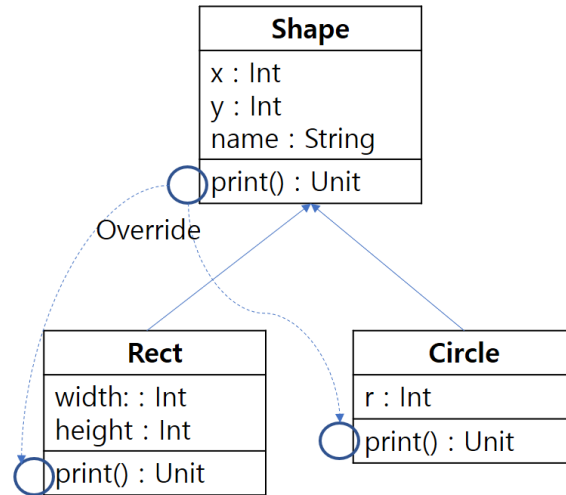 Shape
x : Int
y : Int
name : String
print() : Unit
Override
Rect
width: : Int
height : Int
print() : Unit
Circle
r : Int
print() : Unit